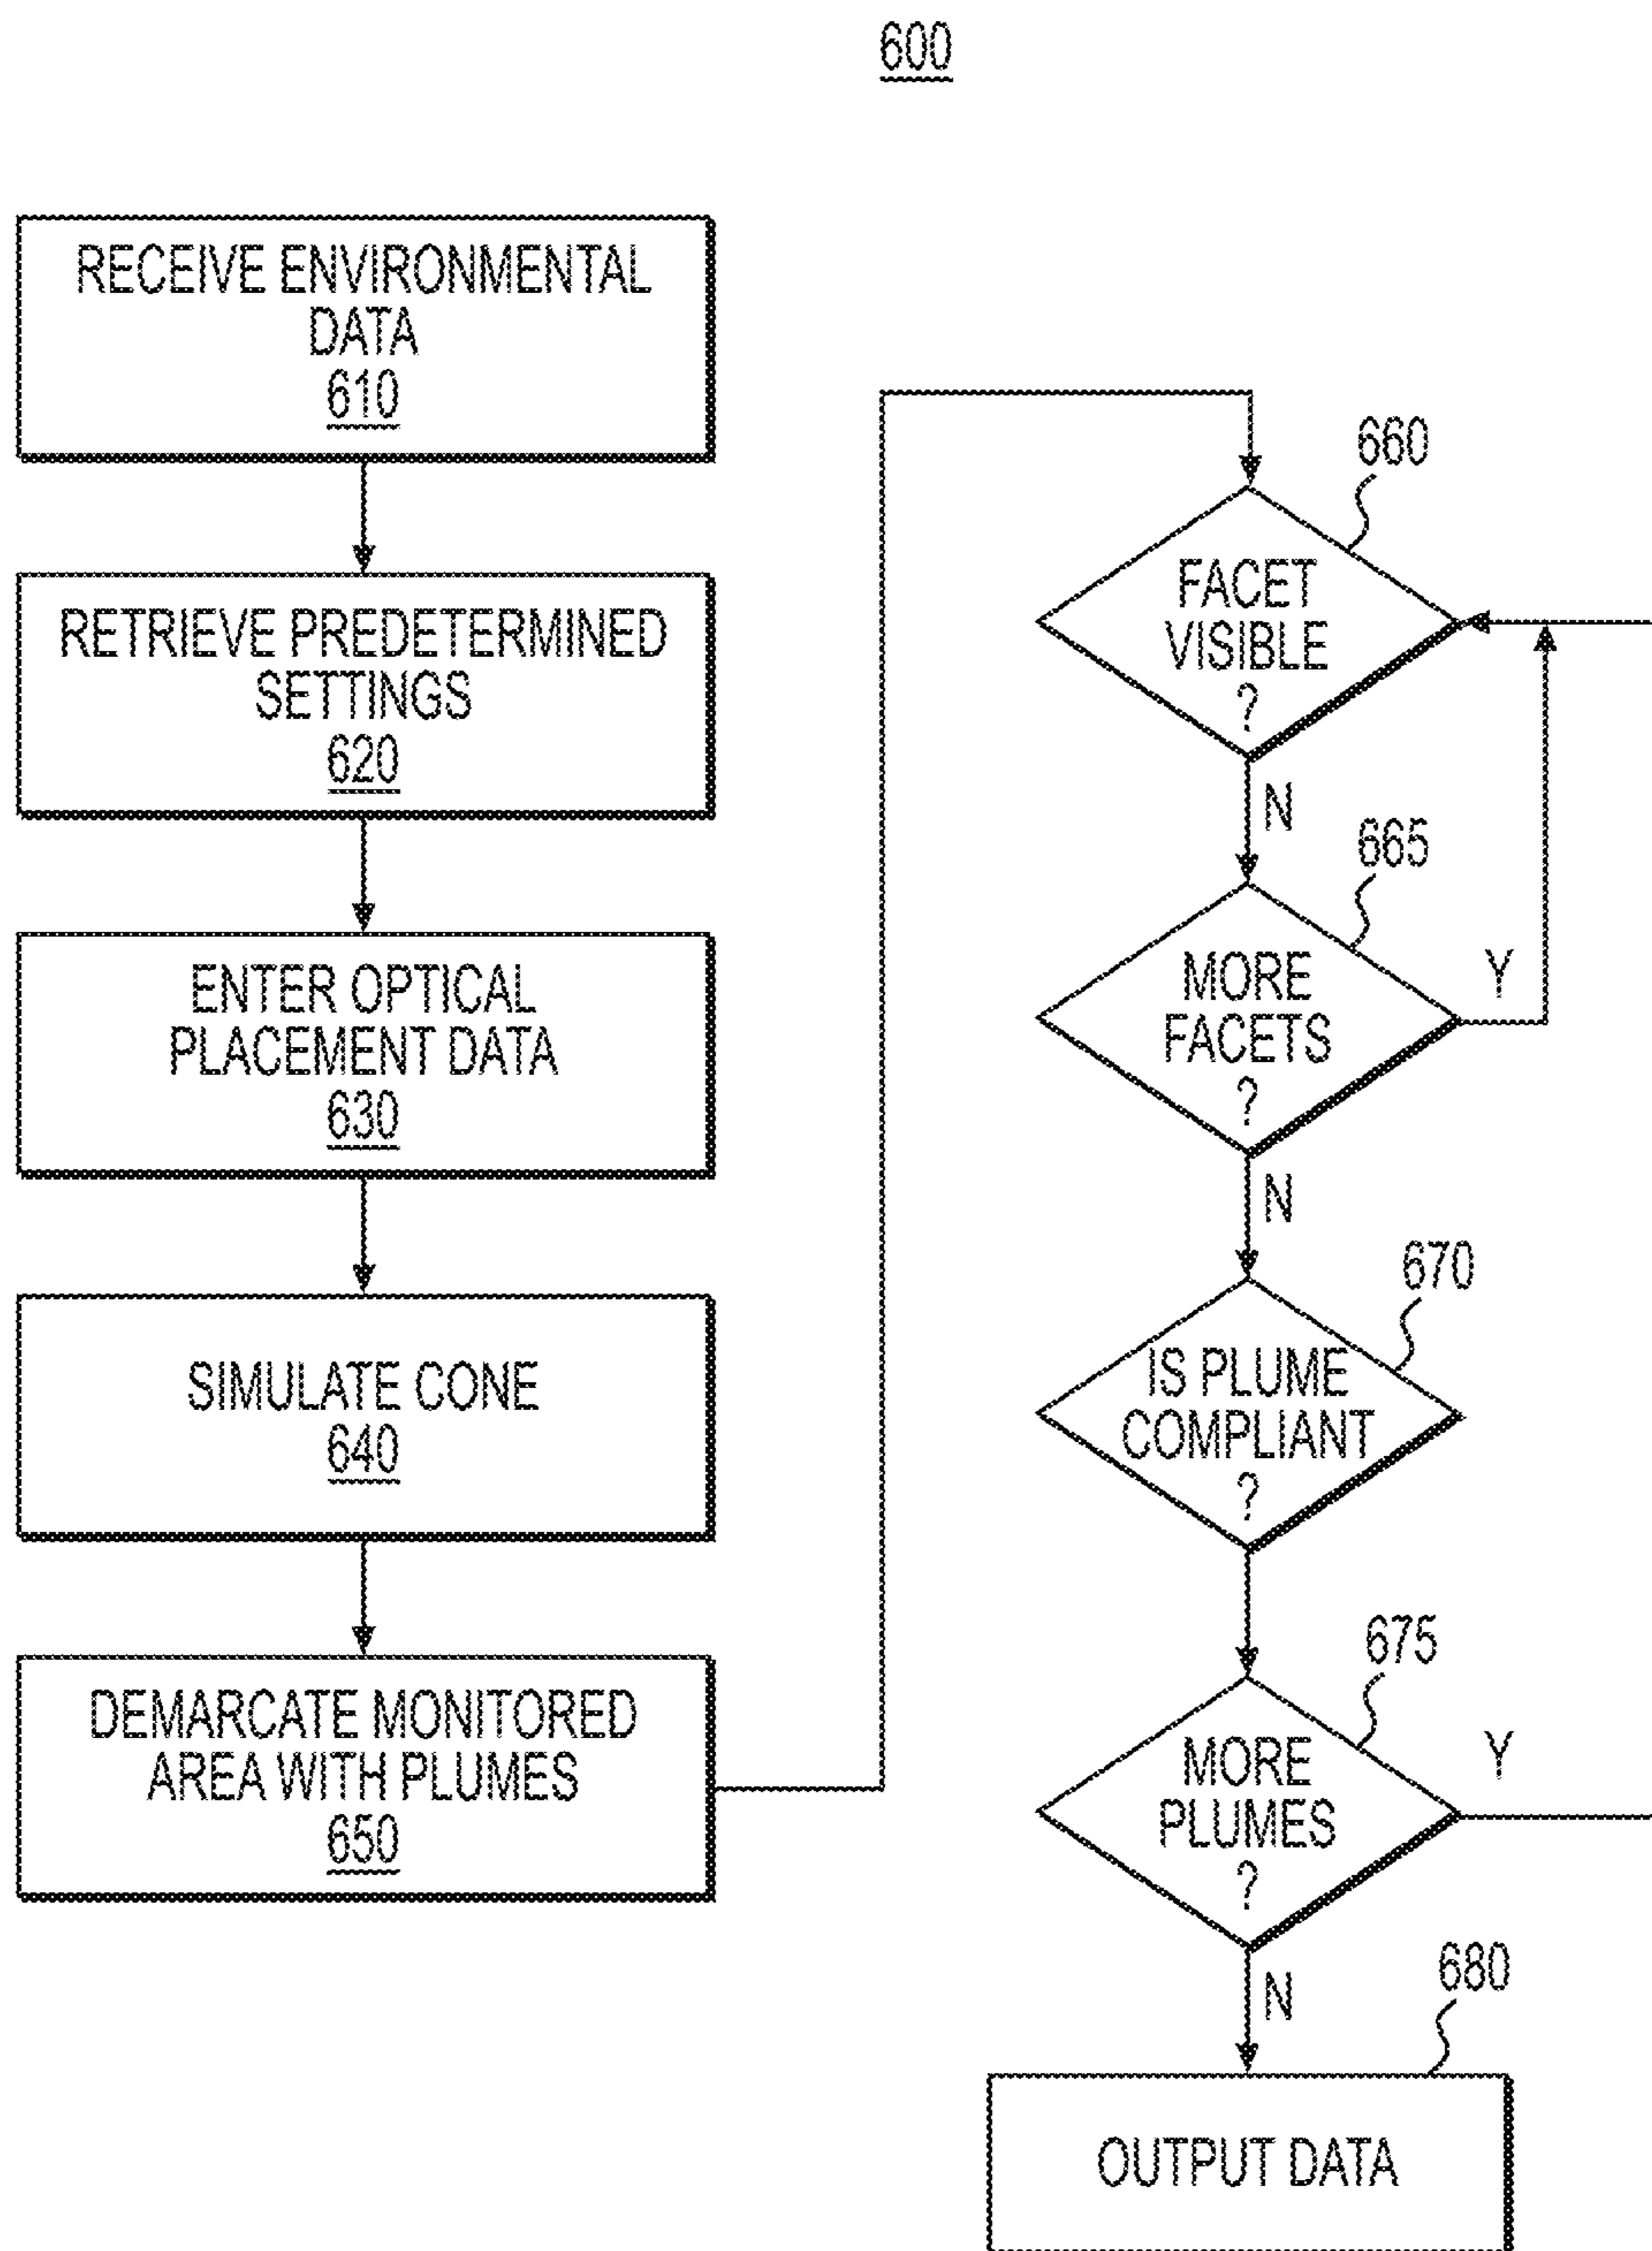 600
RECEIVE ENVIRONMENTAL
DATA
610
RETRIEVE PREDETERMINED
SETTINGS
620
ENTER OPTICAL
PLACEMENT DATA
630
SIMULATE CONE
640
DEMARCATE MONITORED
AREA WITH PLUMES
650
660
FACET
VISIBLE
?
N
665
MORE
FACETS
?
Y
N
670
IS PLUME
COMPLIANT
?
675
MORE
PLUMES
?
Y
N
680
OUTPUT DATA